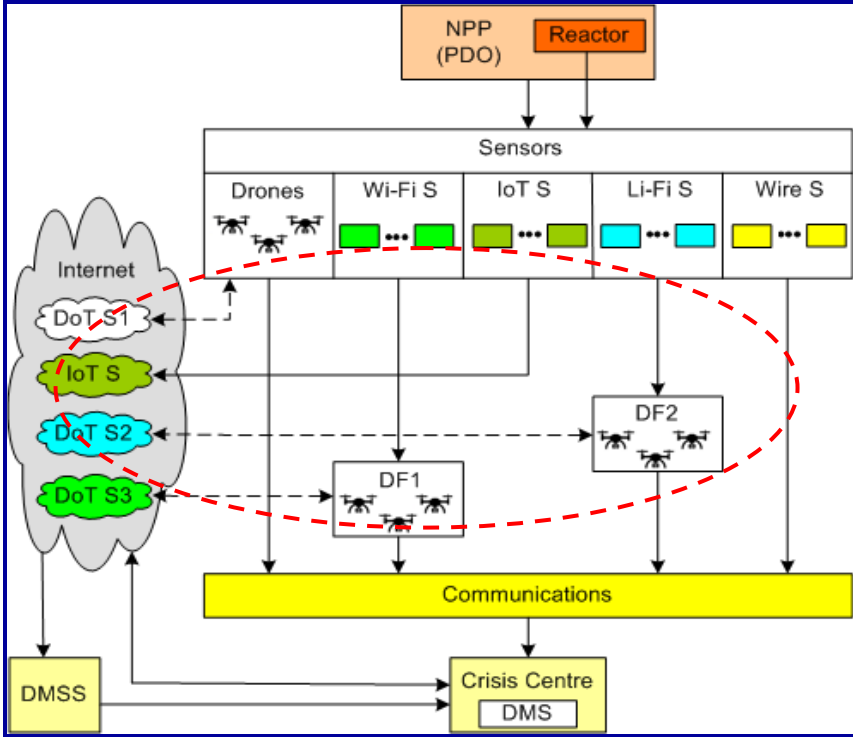 NPP
(PDO)
Reactor
Sensors
Drones
Wi-Fi S
IoT S
Li-Fi S
Wire S
Internet
DoT S1
IoT S
DoT S2
DoT S3
DF2
DF1
Communications
DMSS
Crisis Centre
DMS